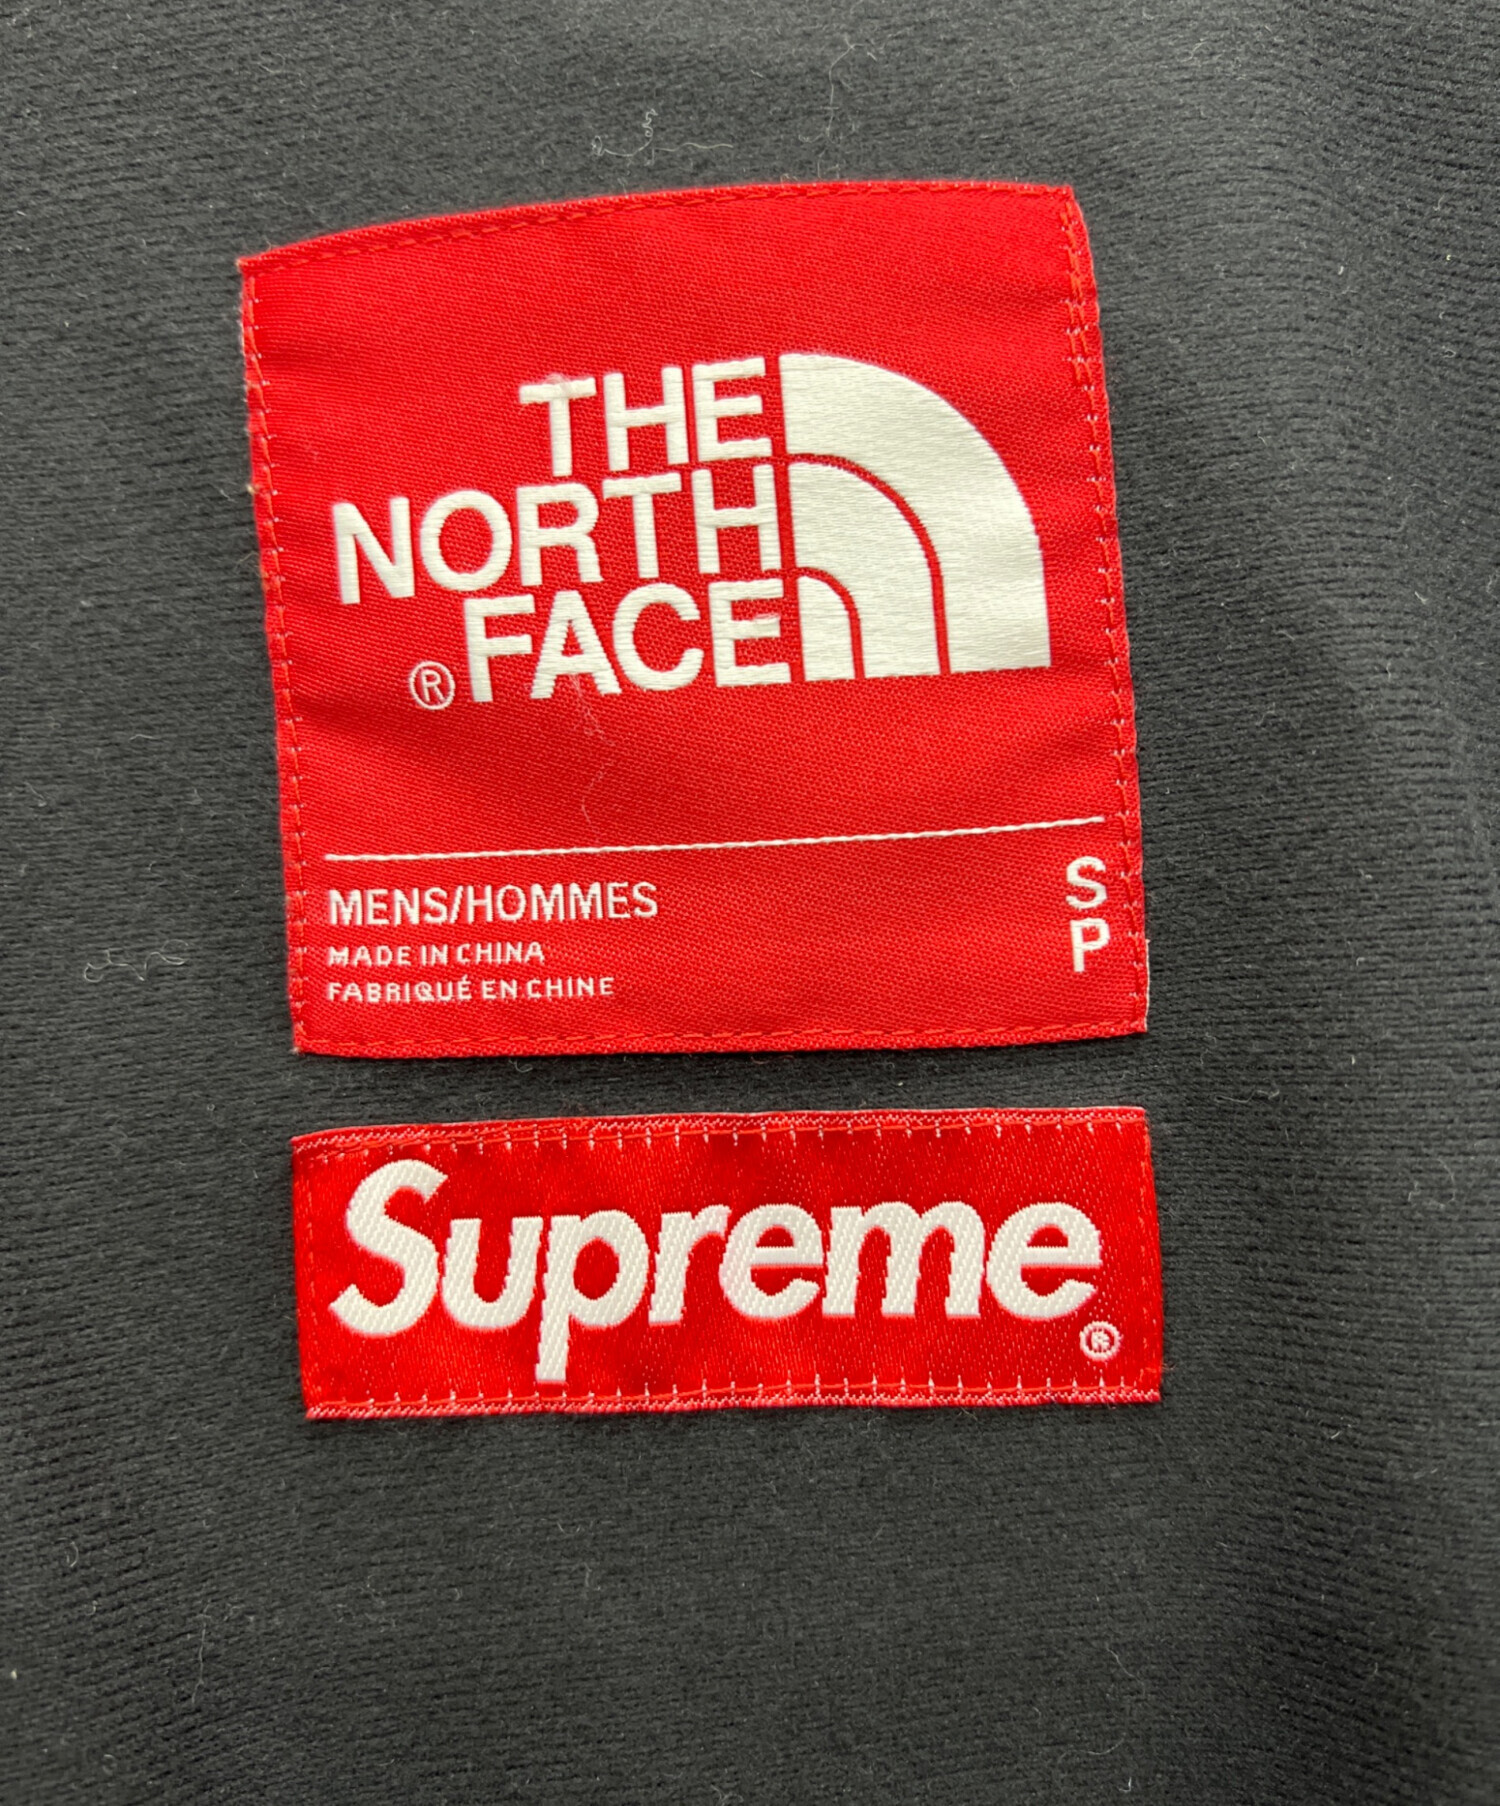 THE
NORTH
® FACE
MENS/HOMMES S
MADE IN CHINA P
FABRIQUÉ EN CHINE
Supreme ®